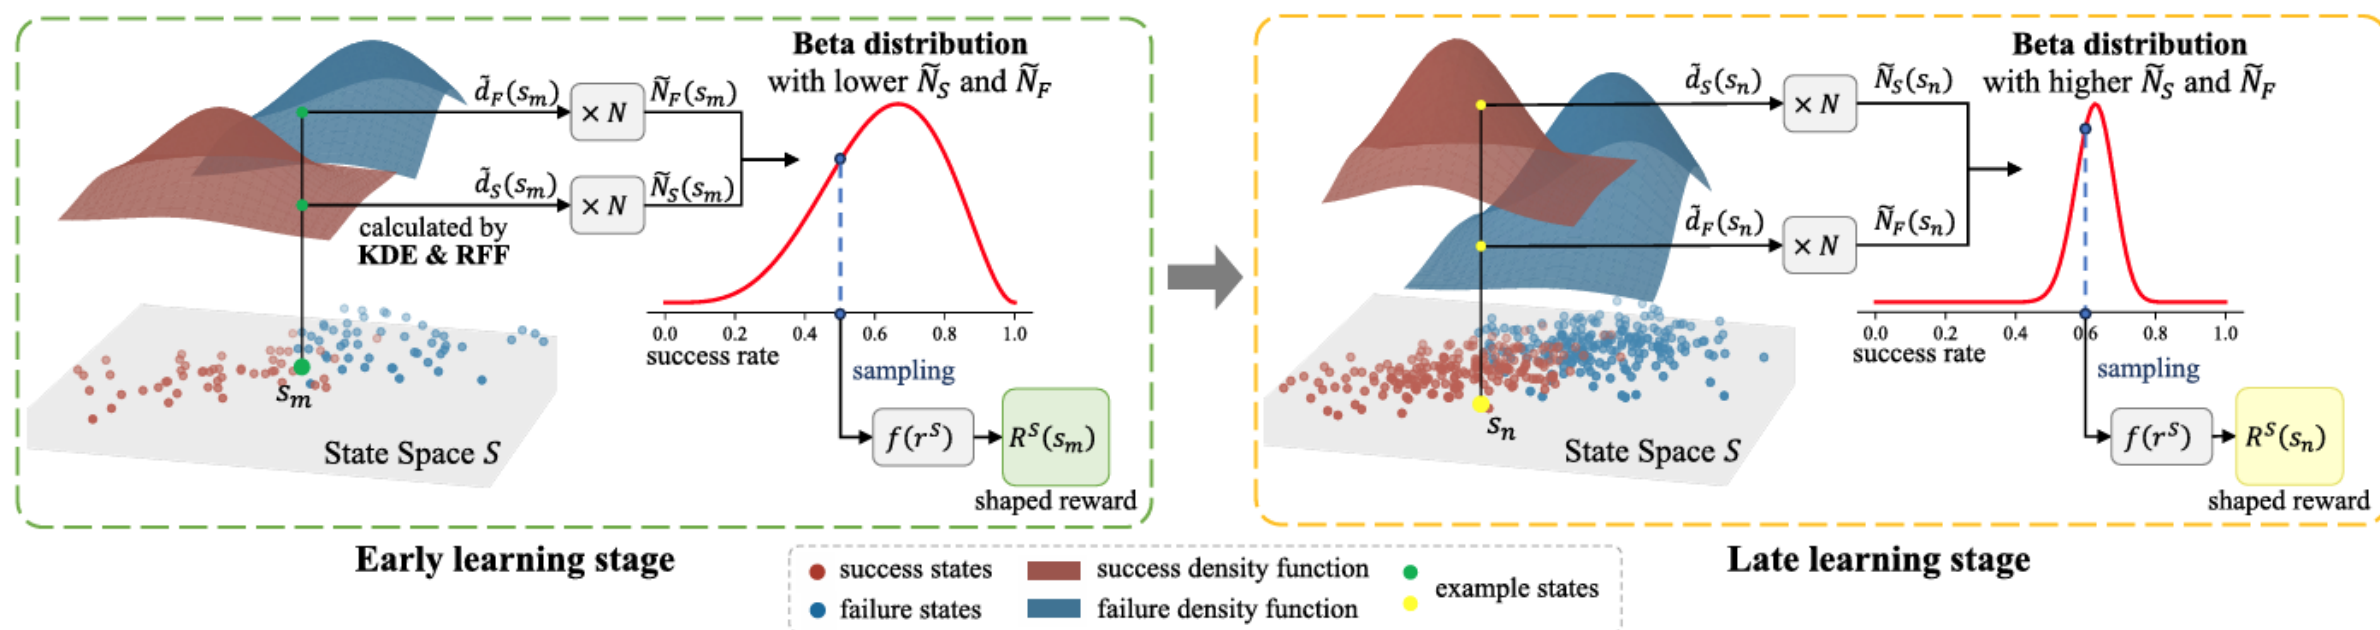 Beta distribution
with lower Ñ_S and Ñ_F
d̃_F(s_m)
× N
Ñ_F(s_m)
d̃_S(s_m)
× N
Ñ_S(s_m)
calculated by
KDE & RFF
0.0 0.2 0.4 0.6 0.8 1.0
success rate
sampling
s_m
State Space S
f(r^S)
R^S(s_m)
shaped reward
Early learning stage
Beta distribution
with higher Ñ_S and Ñ_F
d̃_S(s_n)
× N
Ñ_S(s_n)
d̃_F(s_n)
× N
Ñ_F(s_n)
0.0 0.2 0.4 0.6 0.8 1.0
success rate
sampling
s_n
State Space S
f(r^S)
R^S(s_n)
shaped reward
Late learning stage
success states
success density function
example states
failure states
failure density function